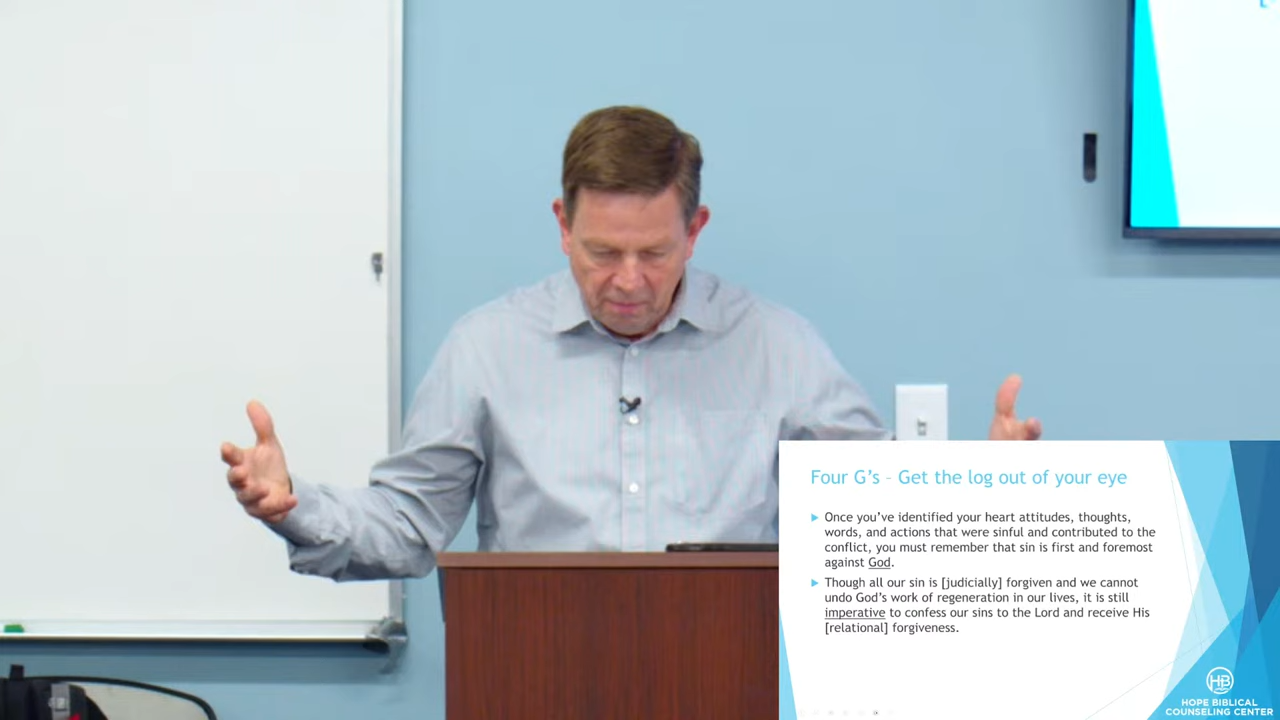 Four G's – Get the log out of your eye
Once you've identified your heart attitudes, thoughts,
words, and actions that were sinful and contributed to the
conflict, you must remember that sin is first and foremost
against God.
Though all our sin is [judicially] forgiven and we cannot
undo God's work of regeneration in our lives, it is still
imperative to confess our sins to the Lord and receive His
[relational] forgiveness.
HB
HOPE BIBLICAL
COUNSELING CENTER